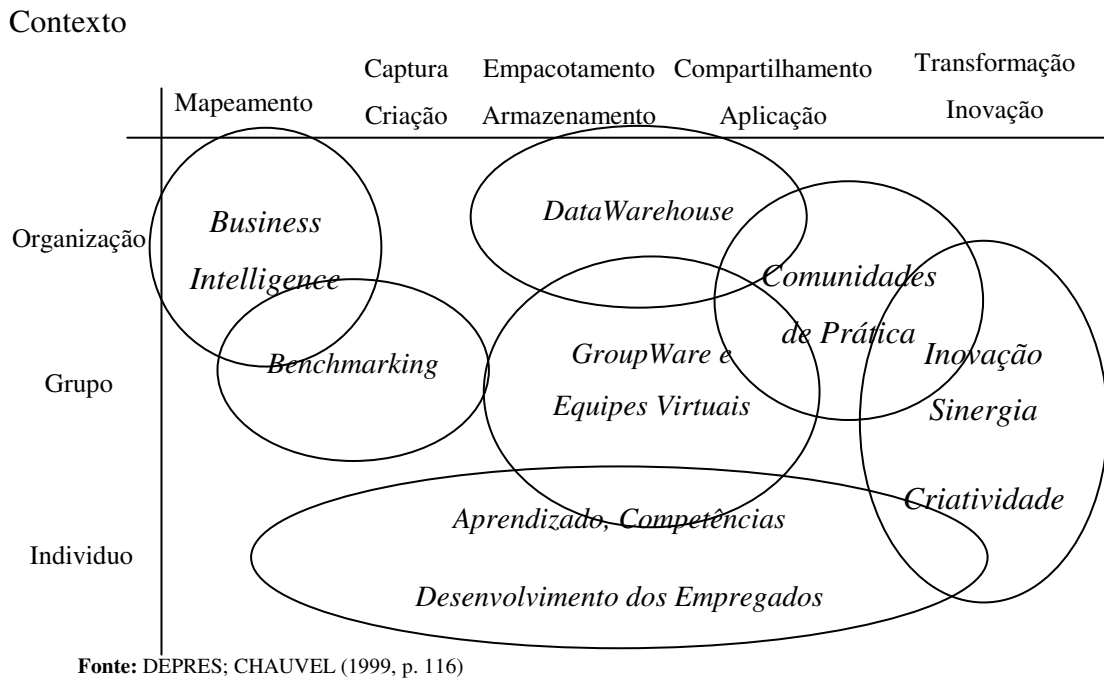 Contexto
Captura Empacotamento Compartilhamento Transformação
Mapeamento Criação Armazenamento Aplicação Inovação
Organização
Business
Intelligence
DataWarehouse
Comunidades
de Prática
Grupo
Benchmarking
GroupWare e
Equipes Virtuais
Inovação
Sinergia
Criatividade
Individuo
Aprendizado, Competências
Desenvolvimento dos Empregados
Fonte: DEPRES; CHAUVEL (1999, p. 116)